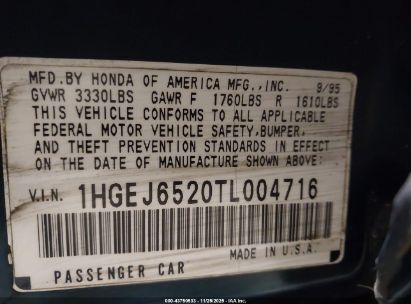 MFD.BY HONDA OF AMERICA MFG.,INC. 9/95
GVWR 3330LBS GAWR F 1760LBS R 1610LBS
THIS VEHICLE CONFORMS TO ALL APPLICABLE
FEDERAL MOTOR VEHICLE SAFETY,BUMPER,
AND THEFT PREVENTION STANDARDS IN EFFECT
ON THE DATE OF MANUFACTURE SHOWN ABOVE:
V.I.N. 1HGEJ6520TL004716
MADE IN U.S.A.
PASSENGER CAR